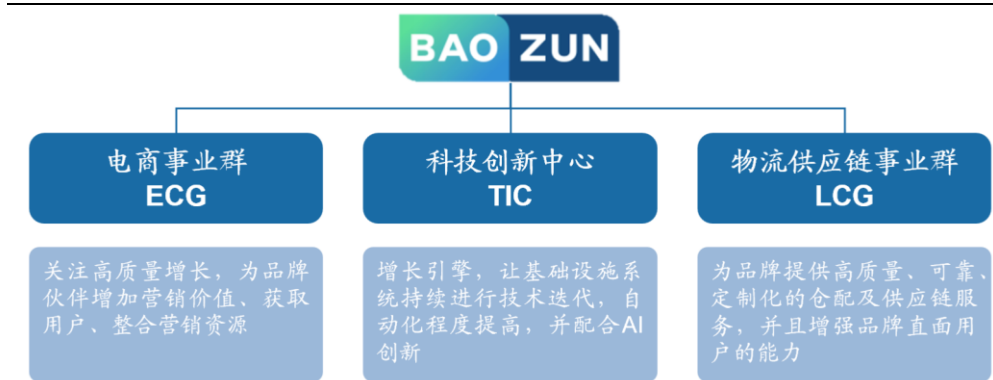 BAO ZUN
电商事业群
ECG
科技创新中心
TIC
物流供应链事业群
LCG
关注高质量增长，为品牌
伙伴增加营销价值、获取
用户、整合营销资源
增长引擎，让基础设施系
统持续进行技术迭代，自
动化程度提高，并配合AI
创新
为品牌提供高质量、可靠、
定制化的仓配及供应链服
务，并且增强品牌直面用
户的能力